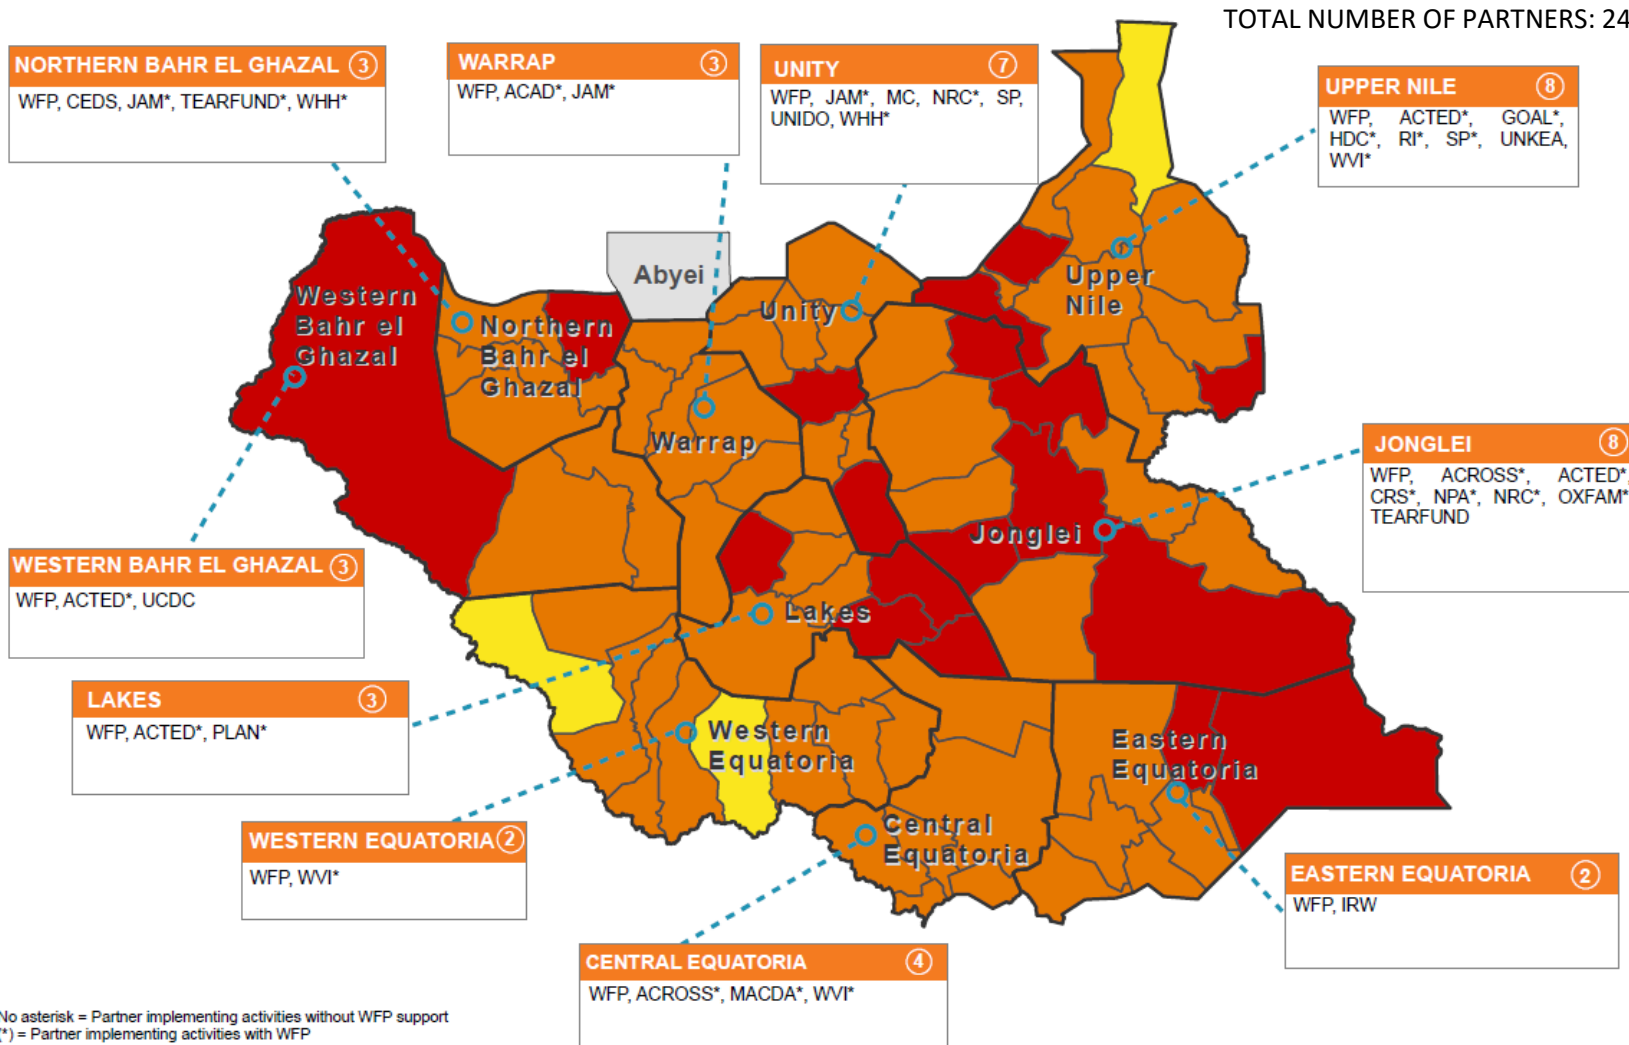 TOTAL NUMBER OF PARTNERS: 24
NORTHERN BAHR EL GHAZAL 3
WFP, CEDS, JAM*, TEARFUND*, WHH*
WARRAP 3
WFP, ACAD*, JAM*
UNITY 7
WFP, JAM*, MC, NRC*, SP,
UNIDO, WHH*
UPPER NILE 8
WFP, ACTED*, GOAL*,
HDC*, RI*, SP*, UNKEA,
WVI*
Abyei
Western
Bahr el
Ghazal
Northern
Bahr el
Ghazal
Unity
Upper
Nile
Warrap
JONGLEI 8
WFP, ACROSS*, ACTED*,
CRS*, NPA*, NRC*, OXFAM*
TEARFUND
Jonglei
WESTERN BAHR EL GHAZAL 3
WFP, ACTED*, UCDC
Lakes
LAKES 3
WFP, ACTED*, PLAN*
Western
Equatoria
Eastern
Equatoria
WESTERN EQUATORIA 2
WFP, WVI*
Central
Equatoria
EASTERN EQUATORIA 2
WFP, IRW
CENTRAL EQUATORIA 4
WFP, ACROSS*, MACDA*, WVI*
No asterisk = Partner implementing activities without WFP support
(*) = Partner implementing activities with WFP